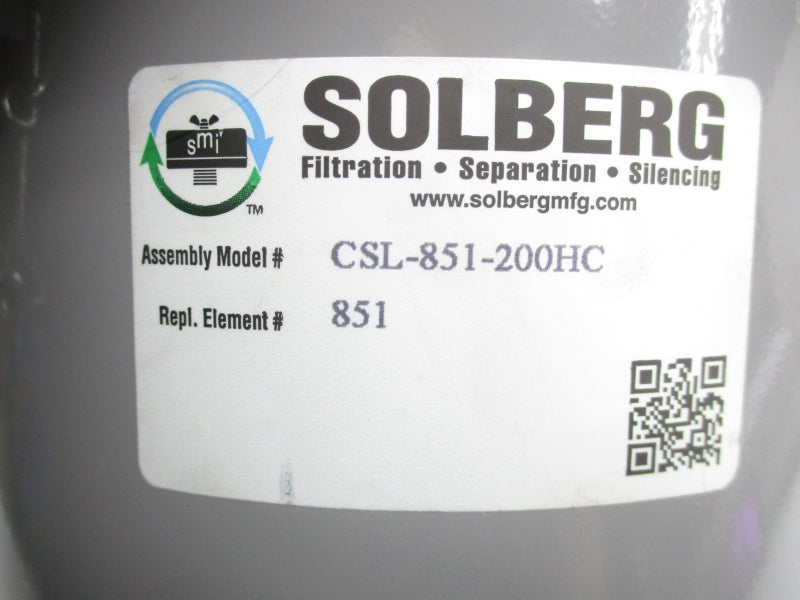 smi
SOLBERG
Filtration • Separation • Silencing
www.solbergmfg.com
TM
Assembly Model # CSL-851-200HC
Repl. Element # 851